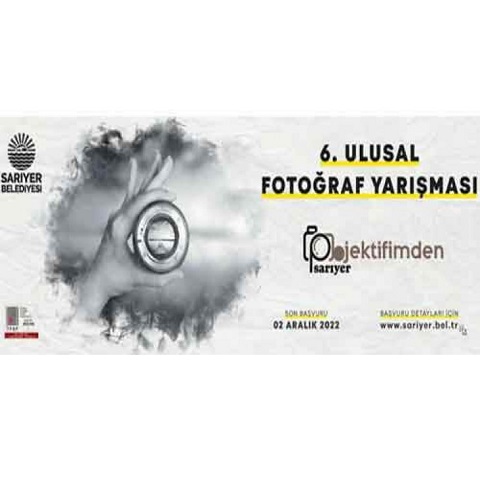 SARIYER
BELEDİYESİ
6. ULUSAL
FOTOĞRAF YARIŞMASI
objektifimden
sarıyer
SON BAŞVURU
02 ARALIK 2022
BAŞVURU DETAYLARI İÇİN
www.sariyer.bel.tr